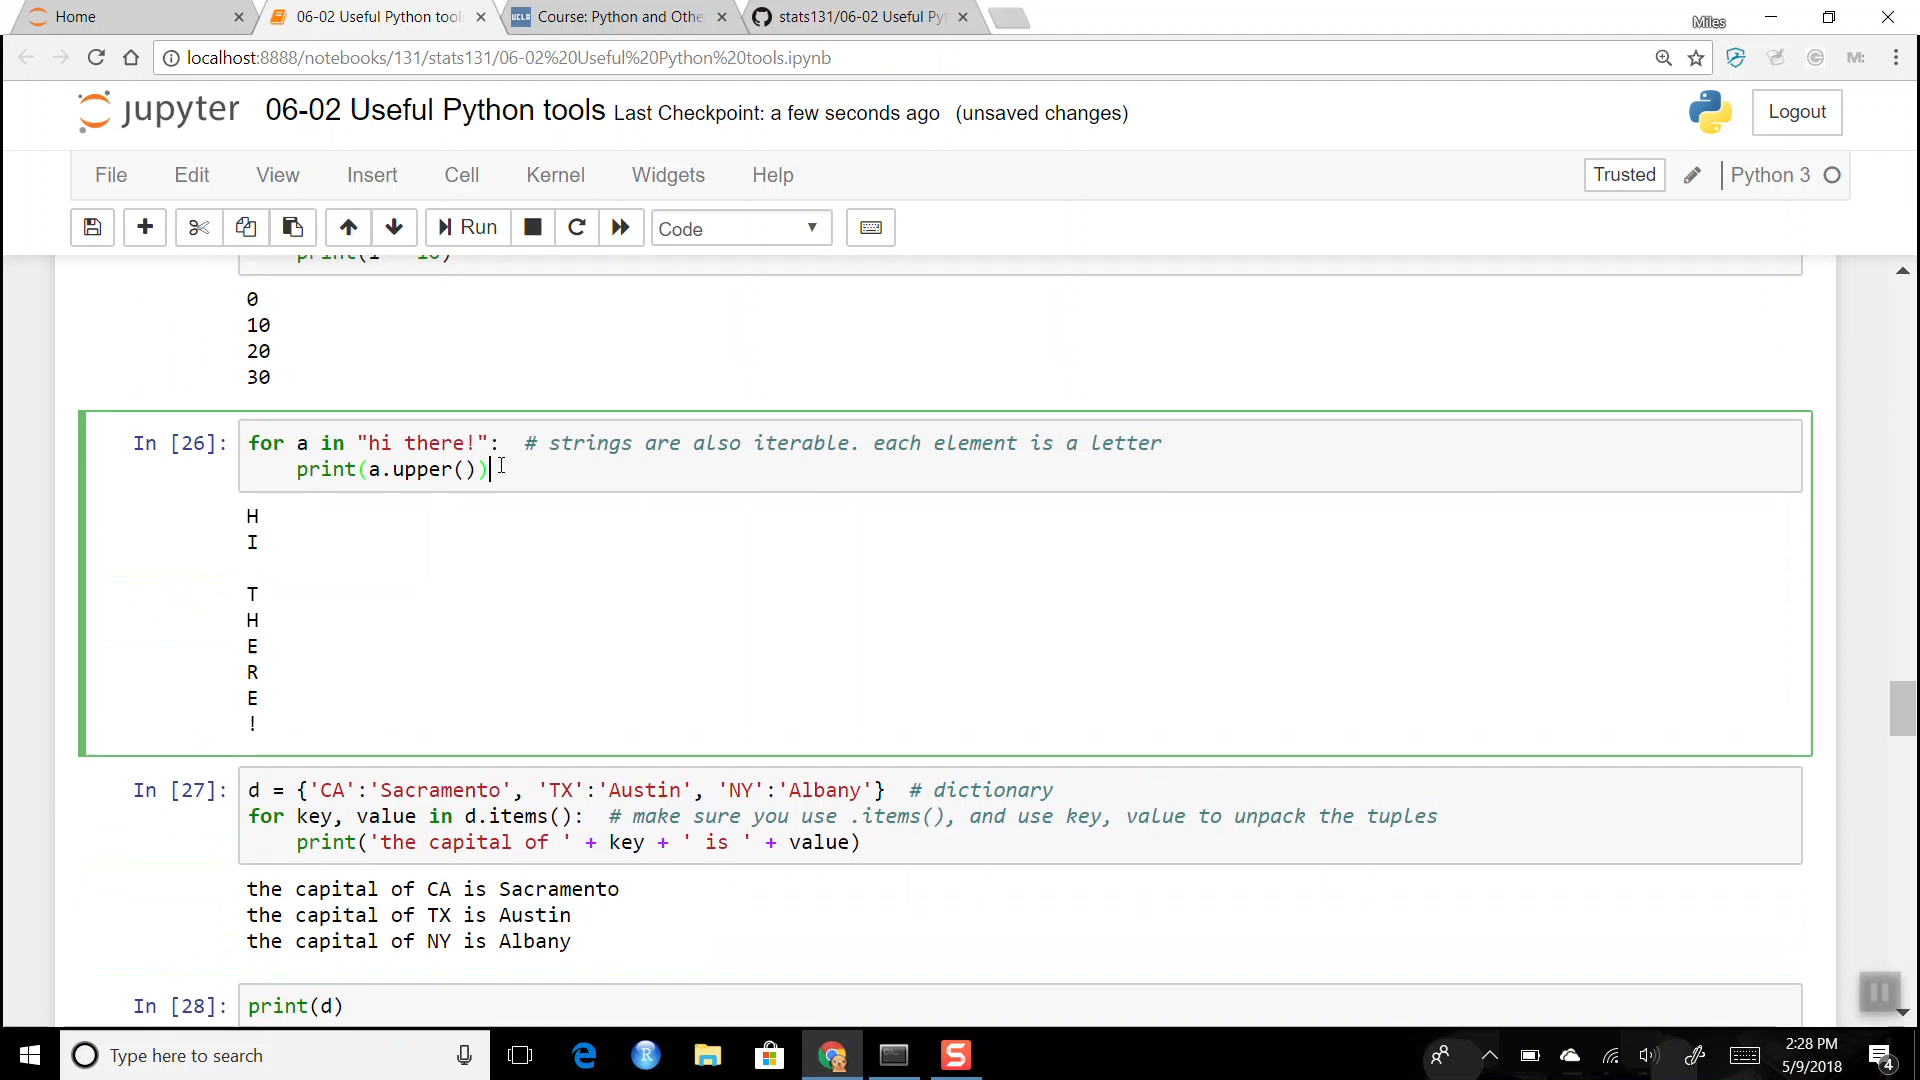 Home
06-02 Useful Python tool
UCLA Course: Python and Othe
stats131/06-02 Useful Py
Miles
localhost:8888/notebooks/131/stats131/06-02%20Useful%20Python%20tools.ipynb
M:
jupyter 06-02 Useful Python tools Last Checkpoint: a few seconds ago (unsaved changes)
Logout
File Edit View Insert Cell Kernel Widgets Help
Trusted
Python 3
Run
Code
0
10
20
30
In [26]: for a in "hi there!":  # strings are also iterable. each element is a letter
    print(a.upper())
H
I
T
H
E
R
E
!
In [27]: d = {'CA':'Sacramento', 'TX':'Austin', 'NY':'Albany'}  # dictionary
for key, value in d.items():  # make sure you use .items(), and use key, value to unpack the tuples
    print('the capital of ' + key + ' is ' + value)
the capital of CA is Sacramento
the capital of TX is Austin
the capital of NY is Albany
In [28]: print(d)
Type here to search
R
S
2:28 PM
5/9/2018
4